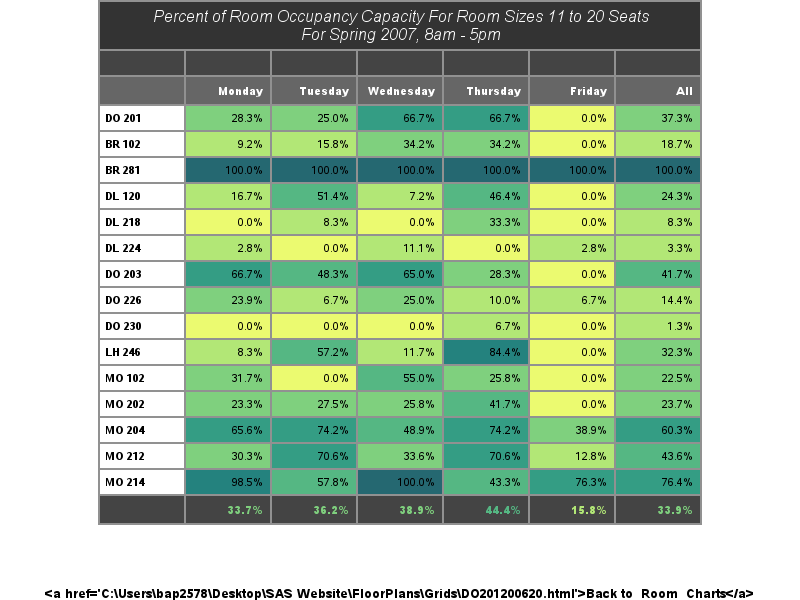 Percent of Room Occupancy Capacity For Room Sizes 11 to 20 Seats
For Spring 2007, 8am - 5pm
Monday Tuesday Wednesday Thursday Friday All
DO 201 28.3% 25.0% 66.7% 66.7% 0.0% 37.3%
BR 102 9.2% 15.8% 34.2% 34.2% 0.0% 18.7%
BR 281 100.0% 100.0% 100.0% 100.0% 100.0% 100.0%
DL 120 16.7% 51.4% 7.2% 46.4% 0.0% 24.3%
DL 218 0.0% 8.3% 0.0% 33.3% 0.0% 8.3%
DL 224 2.8% 0.0% 11.1% 0.0% 2.8% 3.3%
DO 203 66.7% 48.3% 65.0% 28.3% 0.0% 41.7%
DO 226 23.9% 6.7% 25.0% 10.0% 6.7% 14.4%
DO 230 0.0% 0.0% 0.0% 6.7% 0.0% 1.3%
LH 246 8.3% 57.2% 11.7% 84.4% 0.0% 32.3%
MO 102 31.7% 0.0% 55.0% 25.8% 0.0% 22.5%
MO 202 23.3% 27.5% 25.8% 41.7% 0.0% 23.7%
MO 204 65.6% 74.2% 48.9% 74.2% 38.9% 60.3%
MO 212 30.3% 70.6% 33.6% 70.6% 12.8% 43.6%
MO 214 98.5% 57.8% 100.0% 43.3% 76.3% 76.4%
33.7% 36.2% 38.9% 44.4% 15.8% 33.9%
<a href='C:\Users\bap2578\Desktop\SAS Website\FloorPlans\Grids\DO201200620.html'>Back to Room Charts</a>